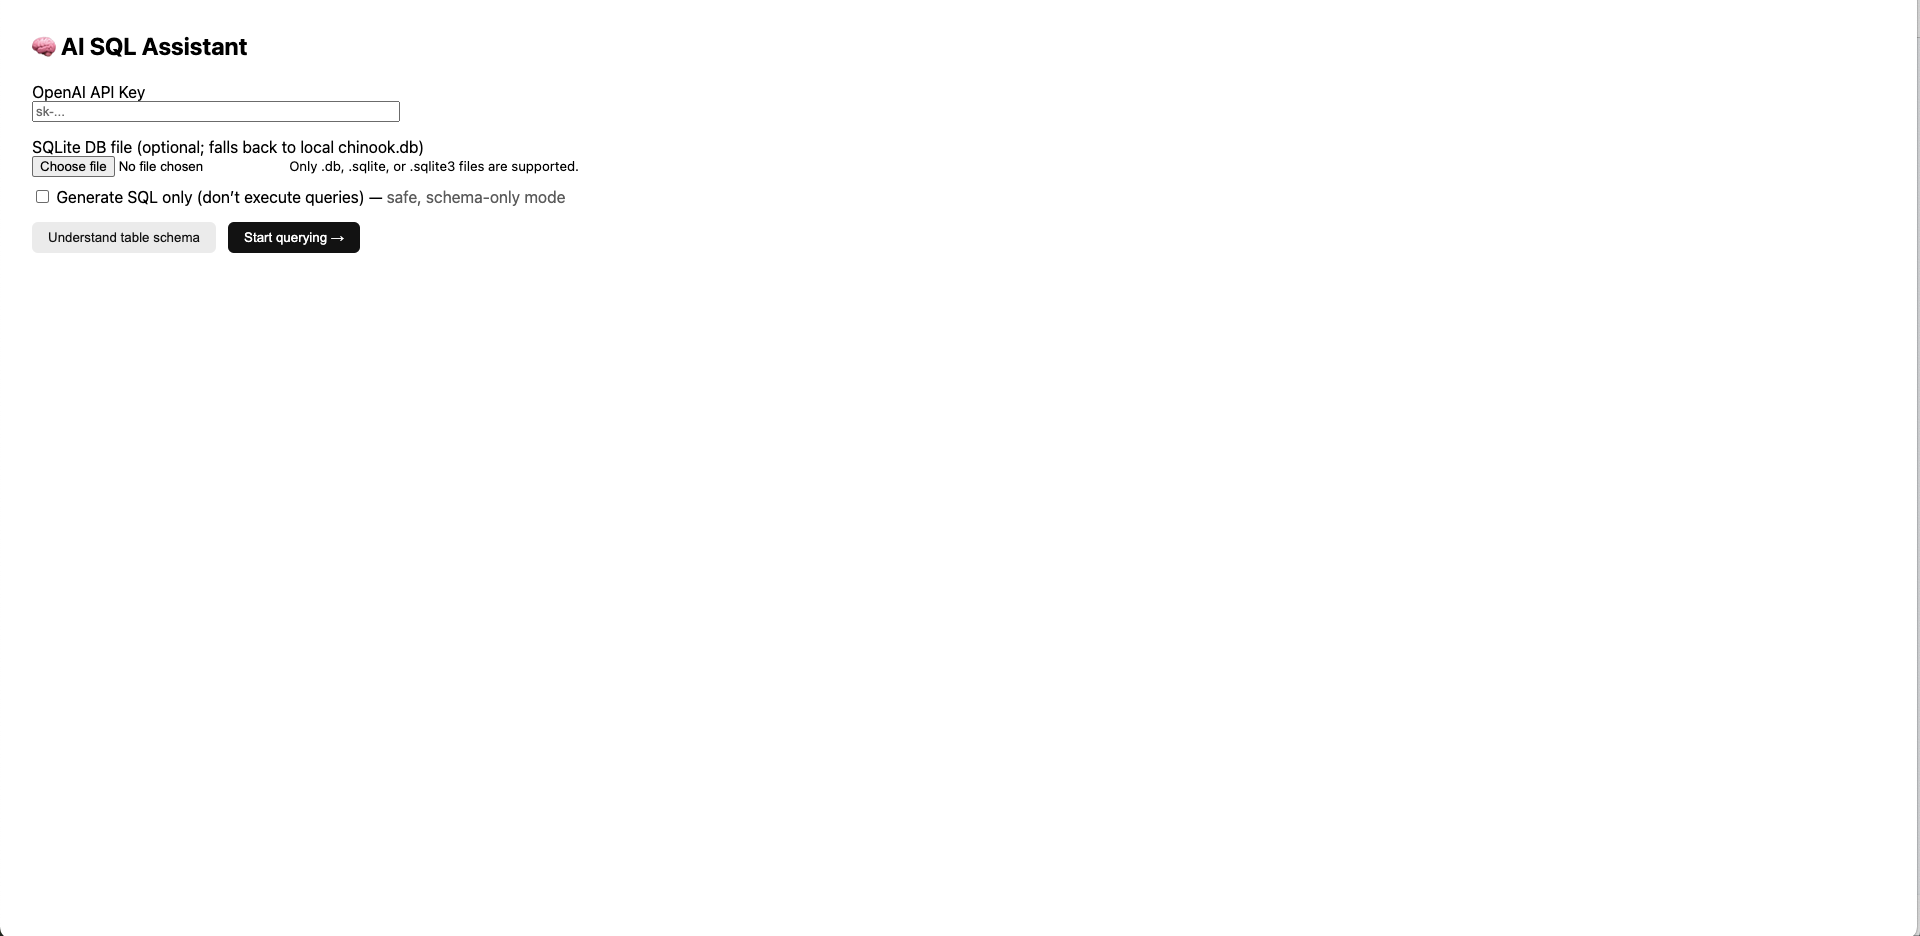 🧠 AI SQL Assistant
OpenAI API Key
sk-...
SQLite DB file (optional; falls back to local chinook.db)
Choose file No file chosen Only .db, .sqlite, or .sqlite3 files are supported.
Generate SQL only (don’t execute queries) — safe, schema-only mode
Understand table schema Start querying →